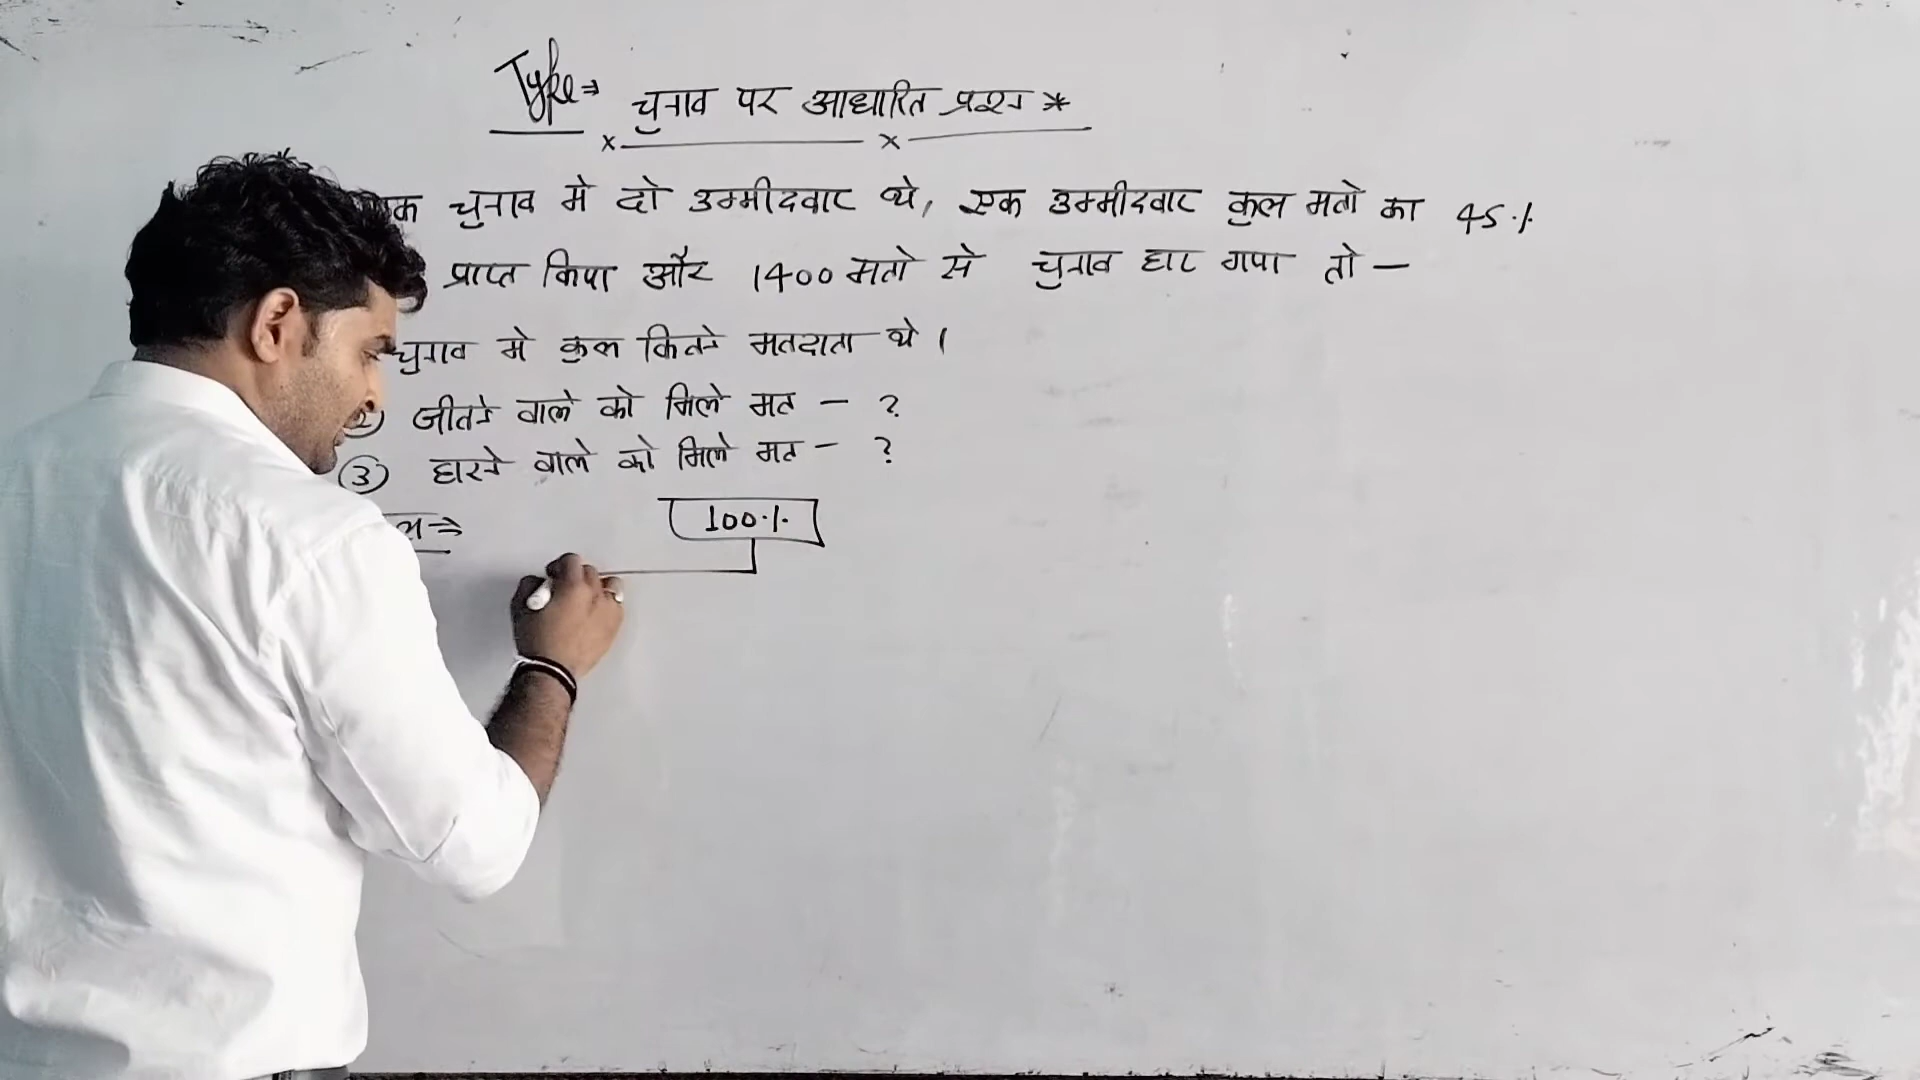 Type⇒ चुनाव पर आधारित प्रश्न *
एक चुनाव मे दो उम्मीदवार थे, एक उम्मीदवार कुल मतो का 45%
प्राप्त किया और 1400 मतो से चुनाव हार गया तो —
चुनाव मे कुल कितने मतदाता थे।
② जीतने वाले को मिले मत — ?
③ हारने वाले को मिले मत — ?
ल⇒ 100%